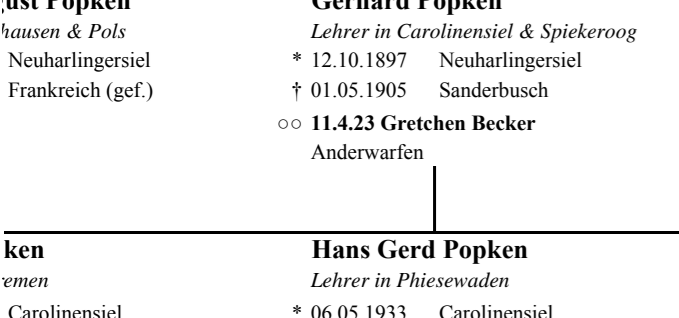 ust Popken
Gerhard Popken
hausen & Pols
Lehrer in Carolinensiel & Spiekeroog
Neuharlingersiel
* 12.10.1897 Neuharlingersiel
Frankreich (gef.)
† 01.05.1905 Sanderbusch
○○ 11.4.23 Gretchen Becker
Anderwarfen
ken
Hans Gerd Popken
emen
Lehrer in Phiesewaden
Carolinensiel
* 06.05.1933 Carolinensiel